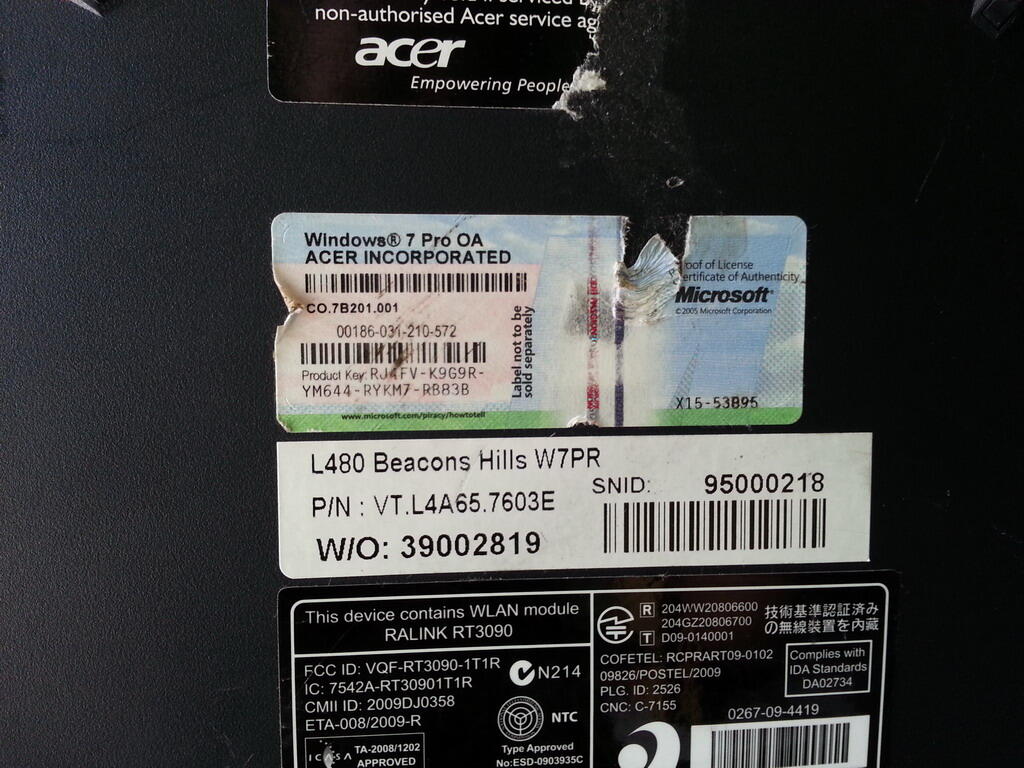 non-authorised Acer service
acer
Empowering People
Windows® 7 Pro OA
ACER INCORPORATED
CO.7B201.001
00186-031-210-572
Product Key: RJ4FV-K9G9R-
YM644-RYKM7-RB83B
www.microsoft.com/piracy/howtotell
Label not to be
sold separately
of License
of Authenticity
Microsoft®
©2005 Microsoft Corporation
X15-53895
L480 Beacons Hills W7PR
P/N : VT.L4A65.7603E
W/O: 39002819
SNID: 95000218
This device contains WLAN module
RALINK RT3090
FCC ID: VQF-RT3090-1T1R
IC: 7542A-RT30901T1R
CMII ID: 2009DJ0358
ETA-008/2009-R
N214
ICASA TA-2008/1202
APPROVED
NTC
Type Approved
No:ESD-0903935C
R 204WW20806600
204GZ20806700
T D09-0140001
技術基準認証済み
の無線装置を內藏
COFETEL: RCPRART09-0102
09826/POSTEL/2009
PLG. ID: 2526
CNC: C-7155
Complies with
IDA Standards
DA02734
0267-09-4419